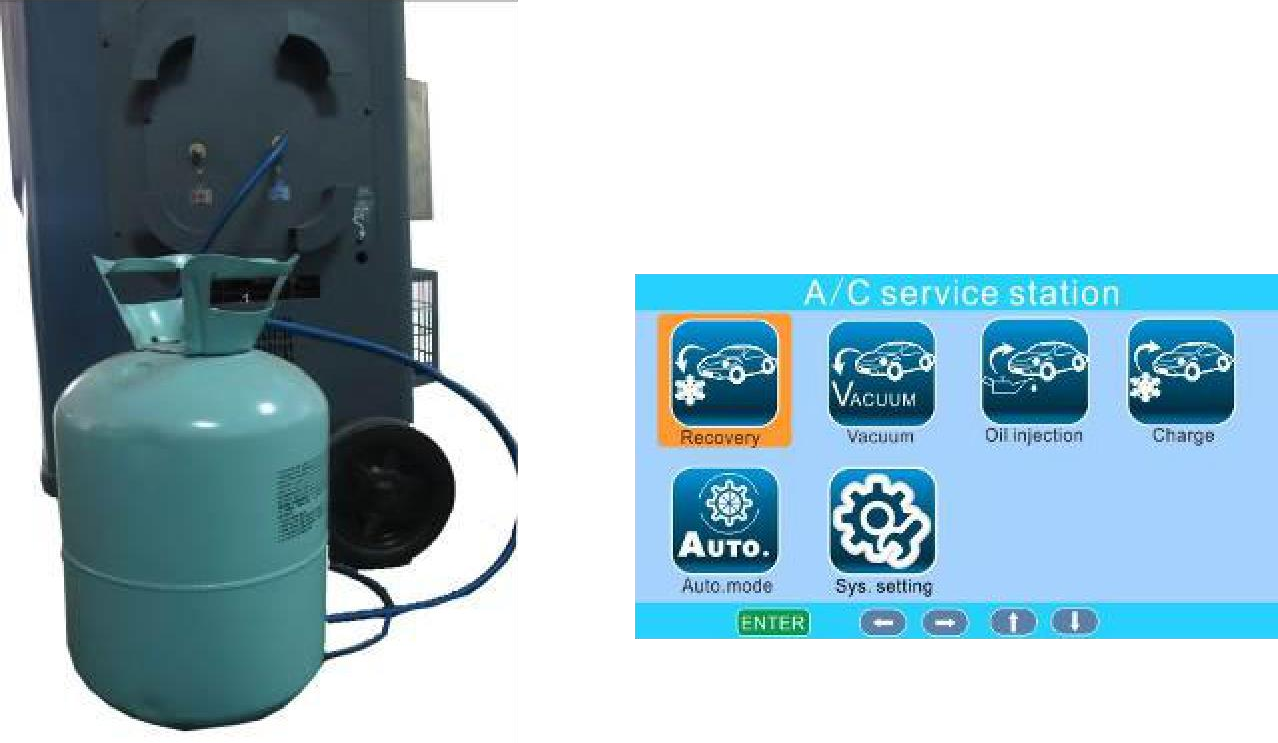 A/C service station
Recovery
VACUUM
Vacuum
Oil injection
Charge
AUTO.
Auto.mode
Sys. setting
ENTER